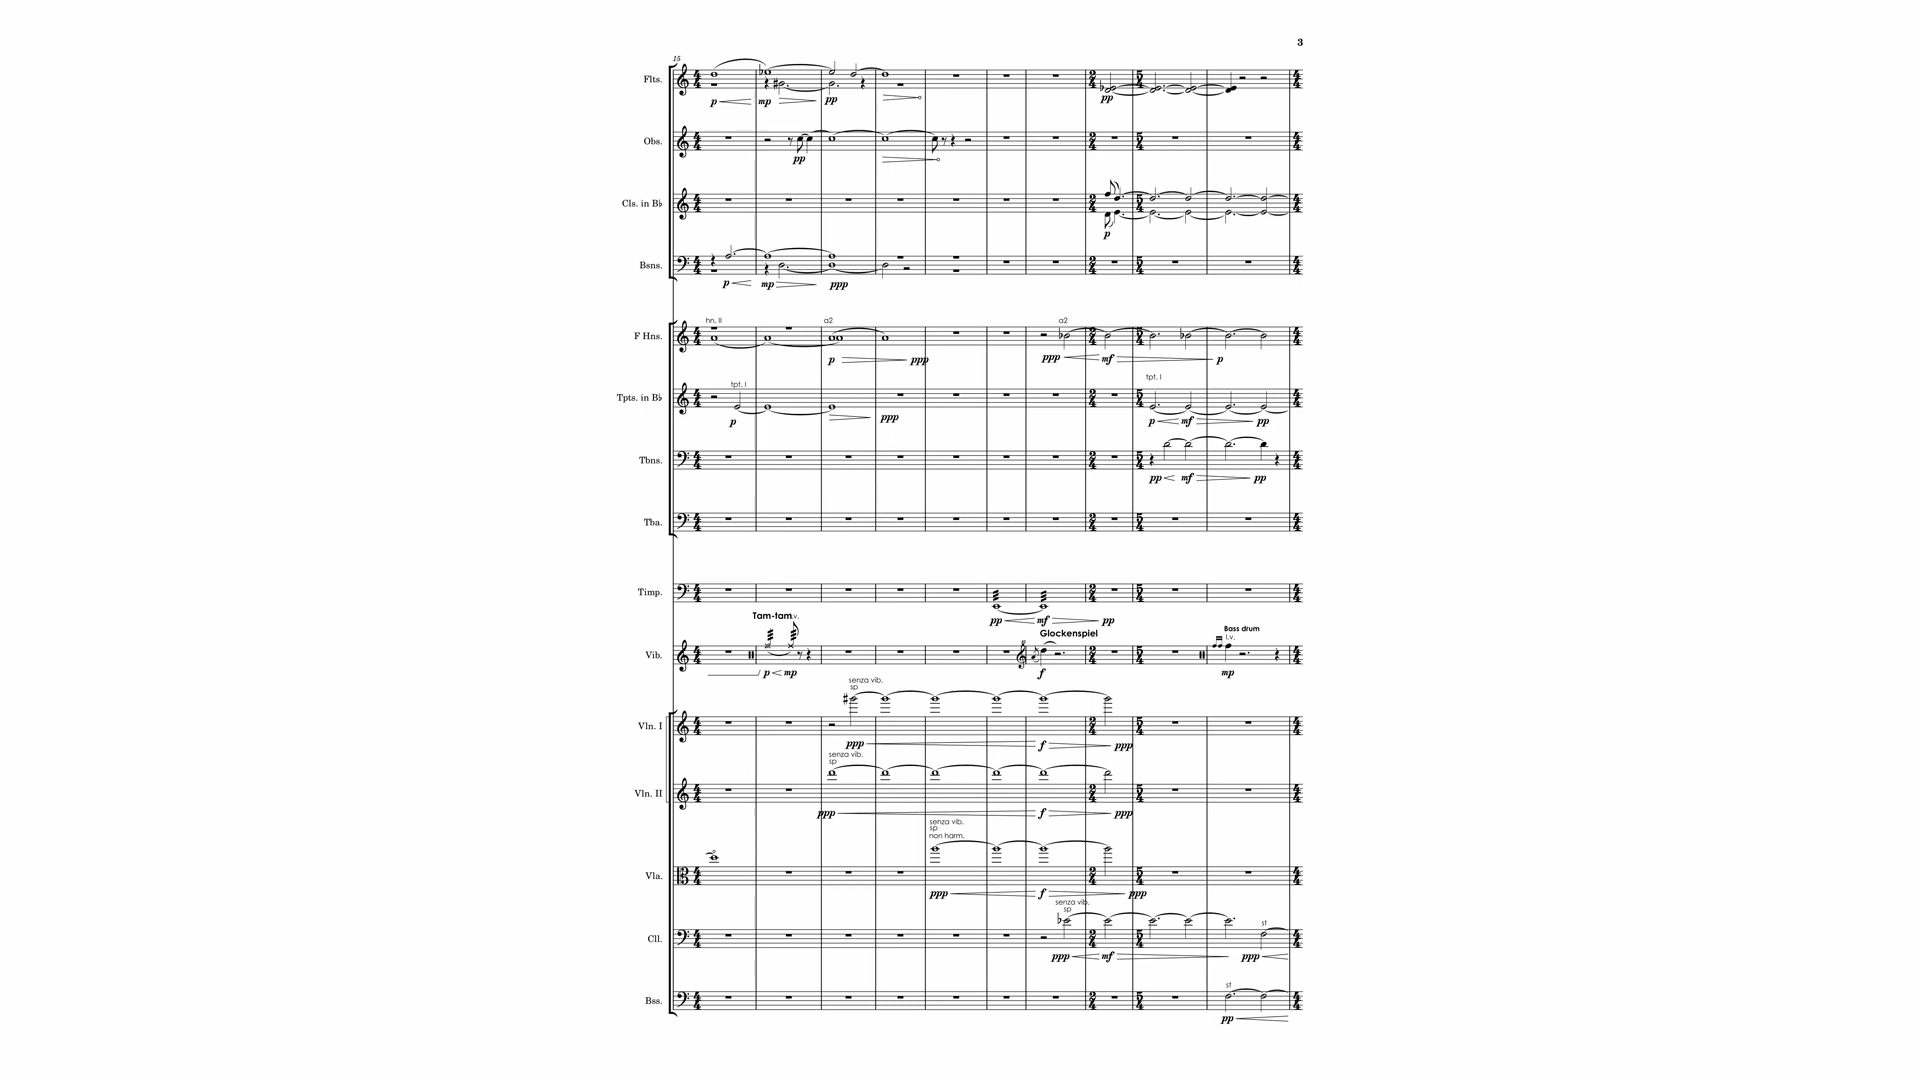 3
15
Flts.
p mp pp pp
Obs.
pp
Cls. in B♭
p
Bsns.
p mp ppp
hn. II a2 a2
F Hns.
p ppp ppp mf p
tpt. I tpt. I
Tpts. in B♭
p ppp p mf pp
Tbns.
pp mf pp
Tba.
Timp.
pp mf pp
Tam-tam l.v. Glockenspiel Bass drum
l.v.
Vib.
p mp f mp
senza vib.
sp
Vln. I
ppp f ppp
senza vib.
sp
Vln. II
ppp f ppp
senza vib.
sp
non harm.
Vla.
ppp f ppp
senza vib.
sp st
Cll.
ppp mf ppp
st
Bss.
pp